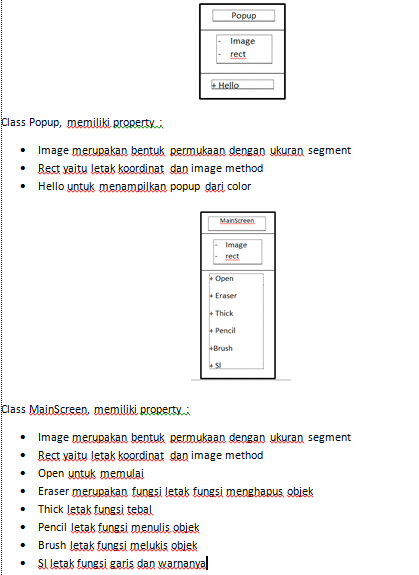 Popup
- Image
- rect
+ Hello
Class Popup, memiliki property :
• Image merupakan bentuk permukaan dengan ukuran segment
• Rect yaitu letak koordinat dan image method
• Hello untuk menampilkan popup dari color
MainScreen
- Image
- rect
+ Open
+ Eraser
+ Thick
+ Pencil
+Brush
+ Sl
Class MainScreen, memiliki property :
• Image merupakan bentuk permukaan dengan ukuran segment
• Rect yaitu letak koordinat dan image method
• Open untuk memulai
• Eraser merupakan fungsi letak fungsi menghapus objek
• Thick letak fungsi tebal
• Pencil letak fungsi menulis objek
• Brush letak fungsi melukis objek
• Sl letak fungsi garis dan warnanya